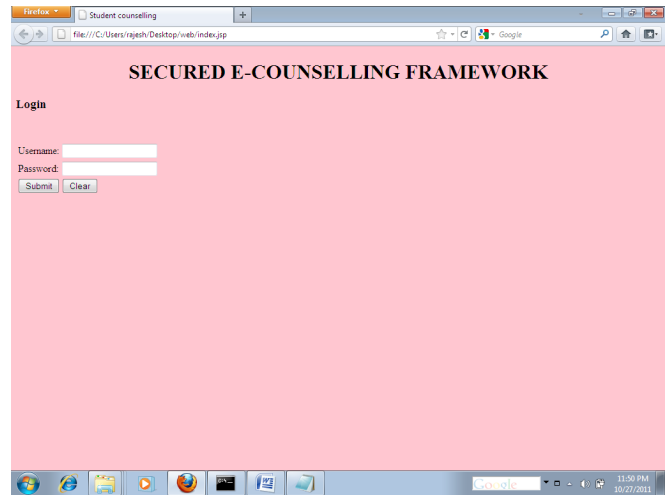 Firefox
Student counselling
file:///C:/Users/rajesh/Desktop/web/index.jsp
Google
SECURED E-COUNSELLING FRAMEWORK
Login
Username:
Password:
Submit Clear
Google
11:50 PM
10/27/2011